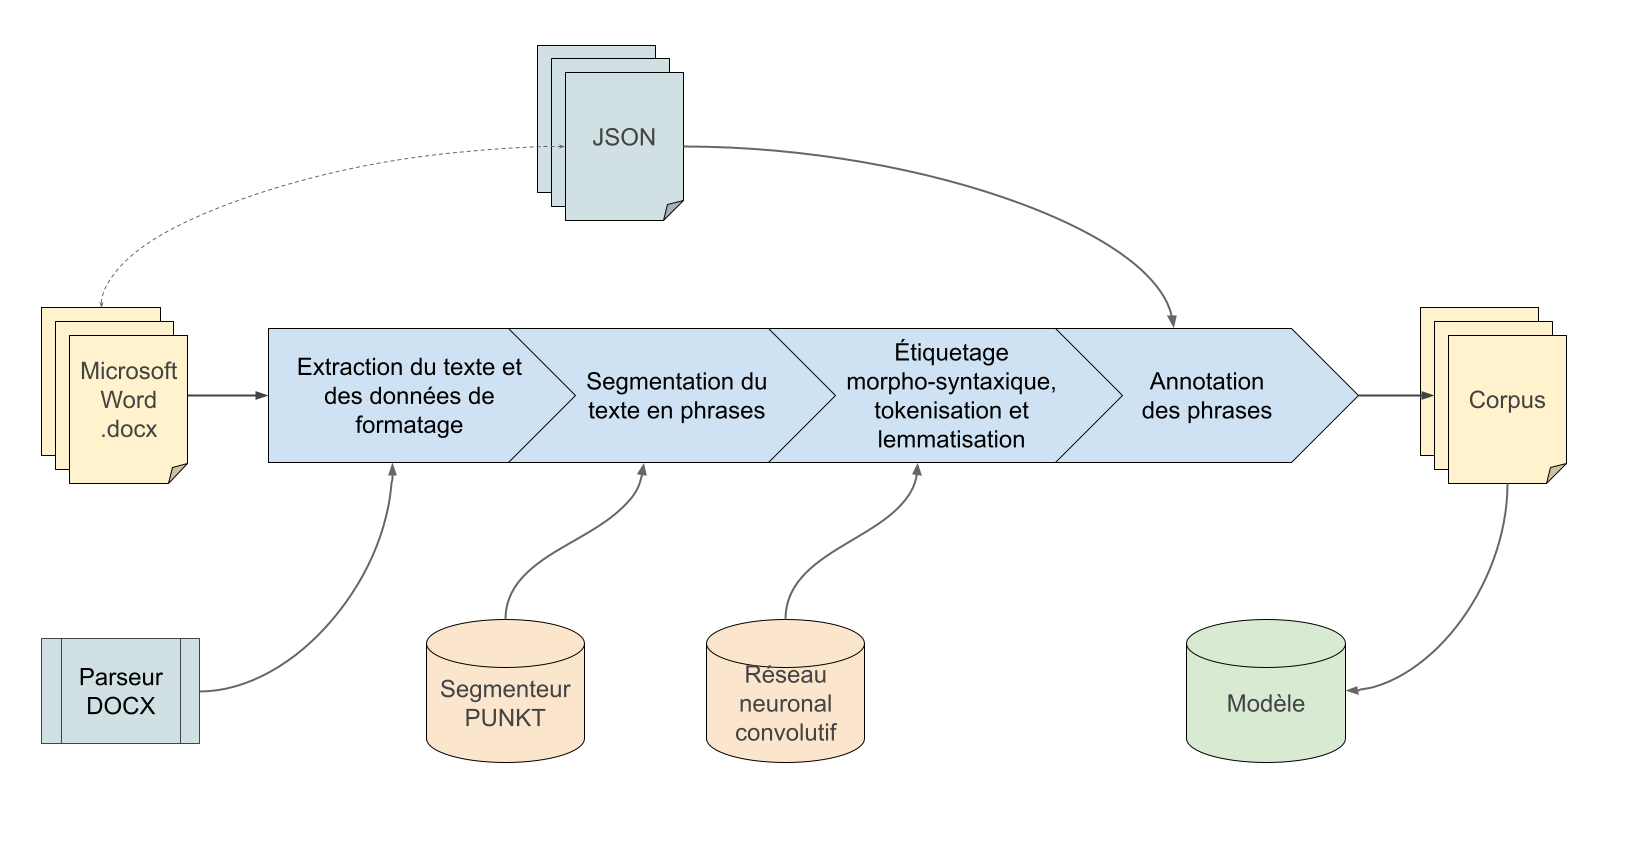 JSON
Microsoft
Word
.docx
Extraction du texte et
des données de
formatage
Segmentation du
texte en phrases
Étiquetage
morpho-syntaxique,
tokenisation et
lemmatisation
Annotation
des phrases
Corpus
Parseur
DOCX
Segmenteur
PUNKT
Réseau
neuronal
convolutif
Modèle